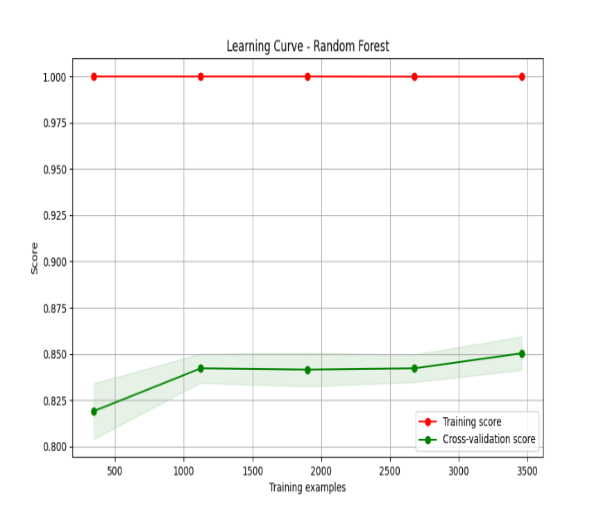 Learning Curve - Random Forest
1.000
0.975
0.950
0.925
0.900
0.875
0.850
0.825
0.800
Score
500 1000 1500 2000 2500 3000 3500
Training examples
Training score
Cross-validation score